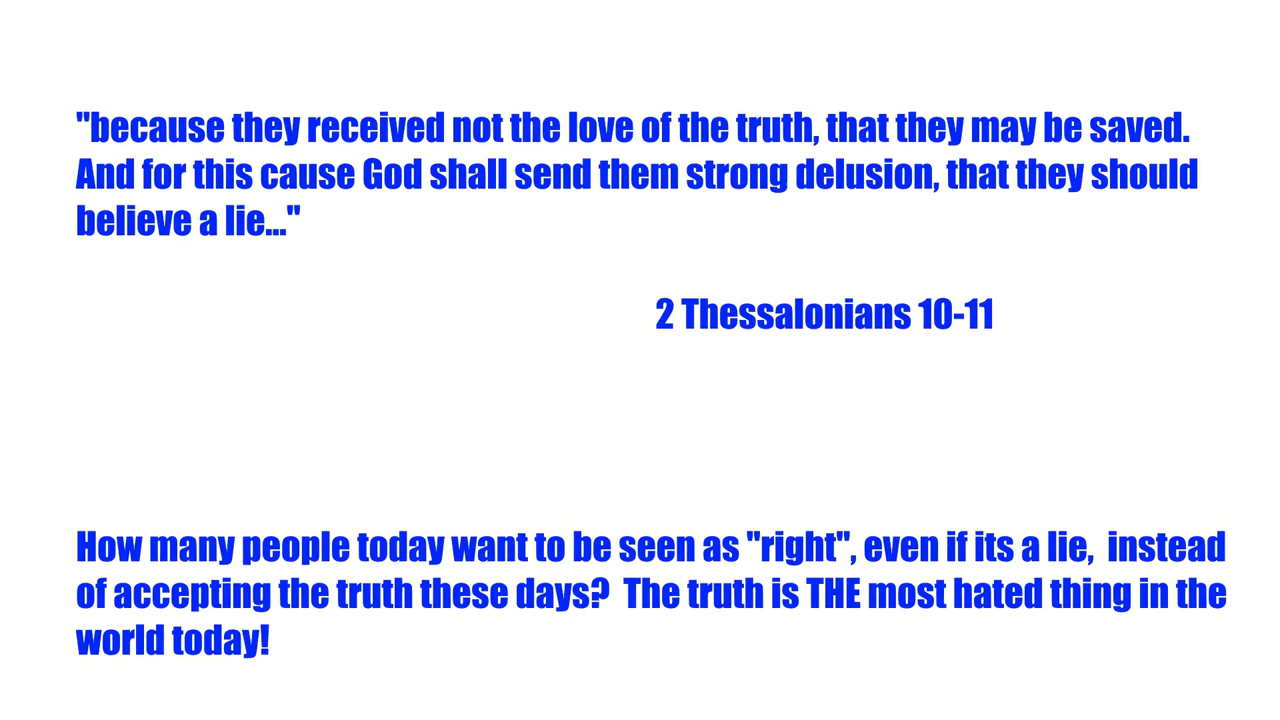 "because they received not the love of the truth, that they may be saved.
And for this cause God shall send them strong delusion, that they should
believe a lie..."
2 Thessalonians 10-11
How many people today want to be seen as "right", even if its a lie,  instead
of accepting the truth these days?  The truth is THE most hated thing in the
world today!